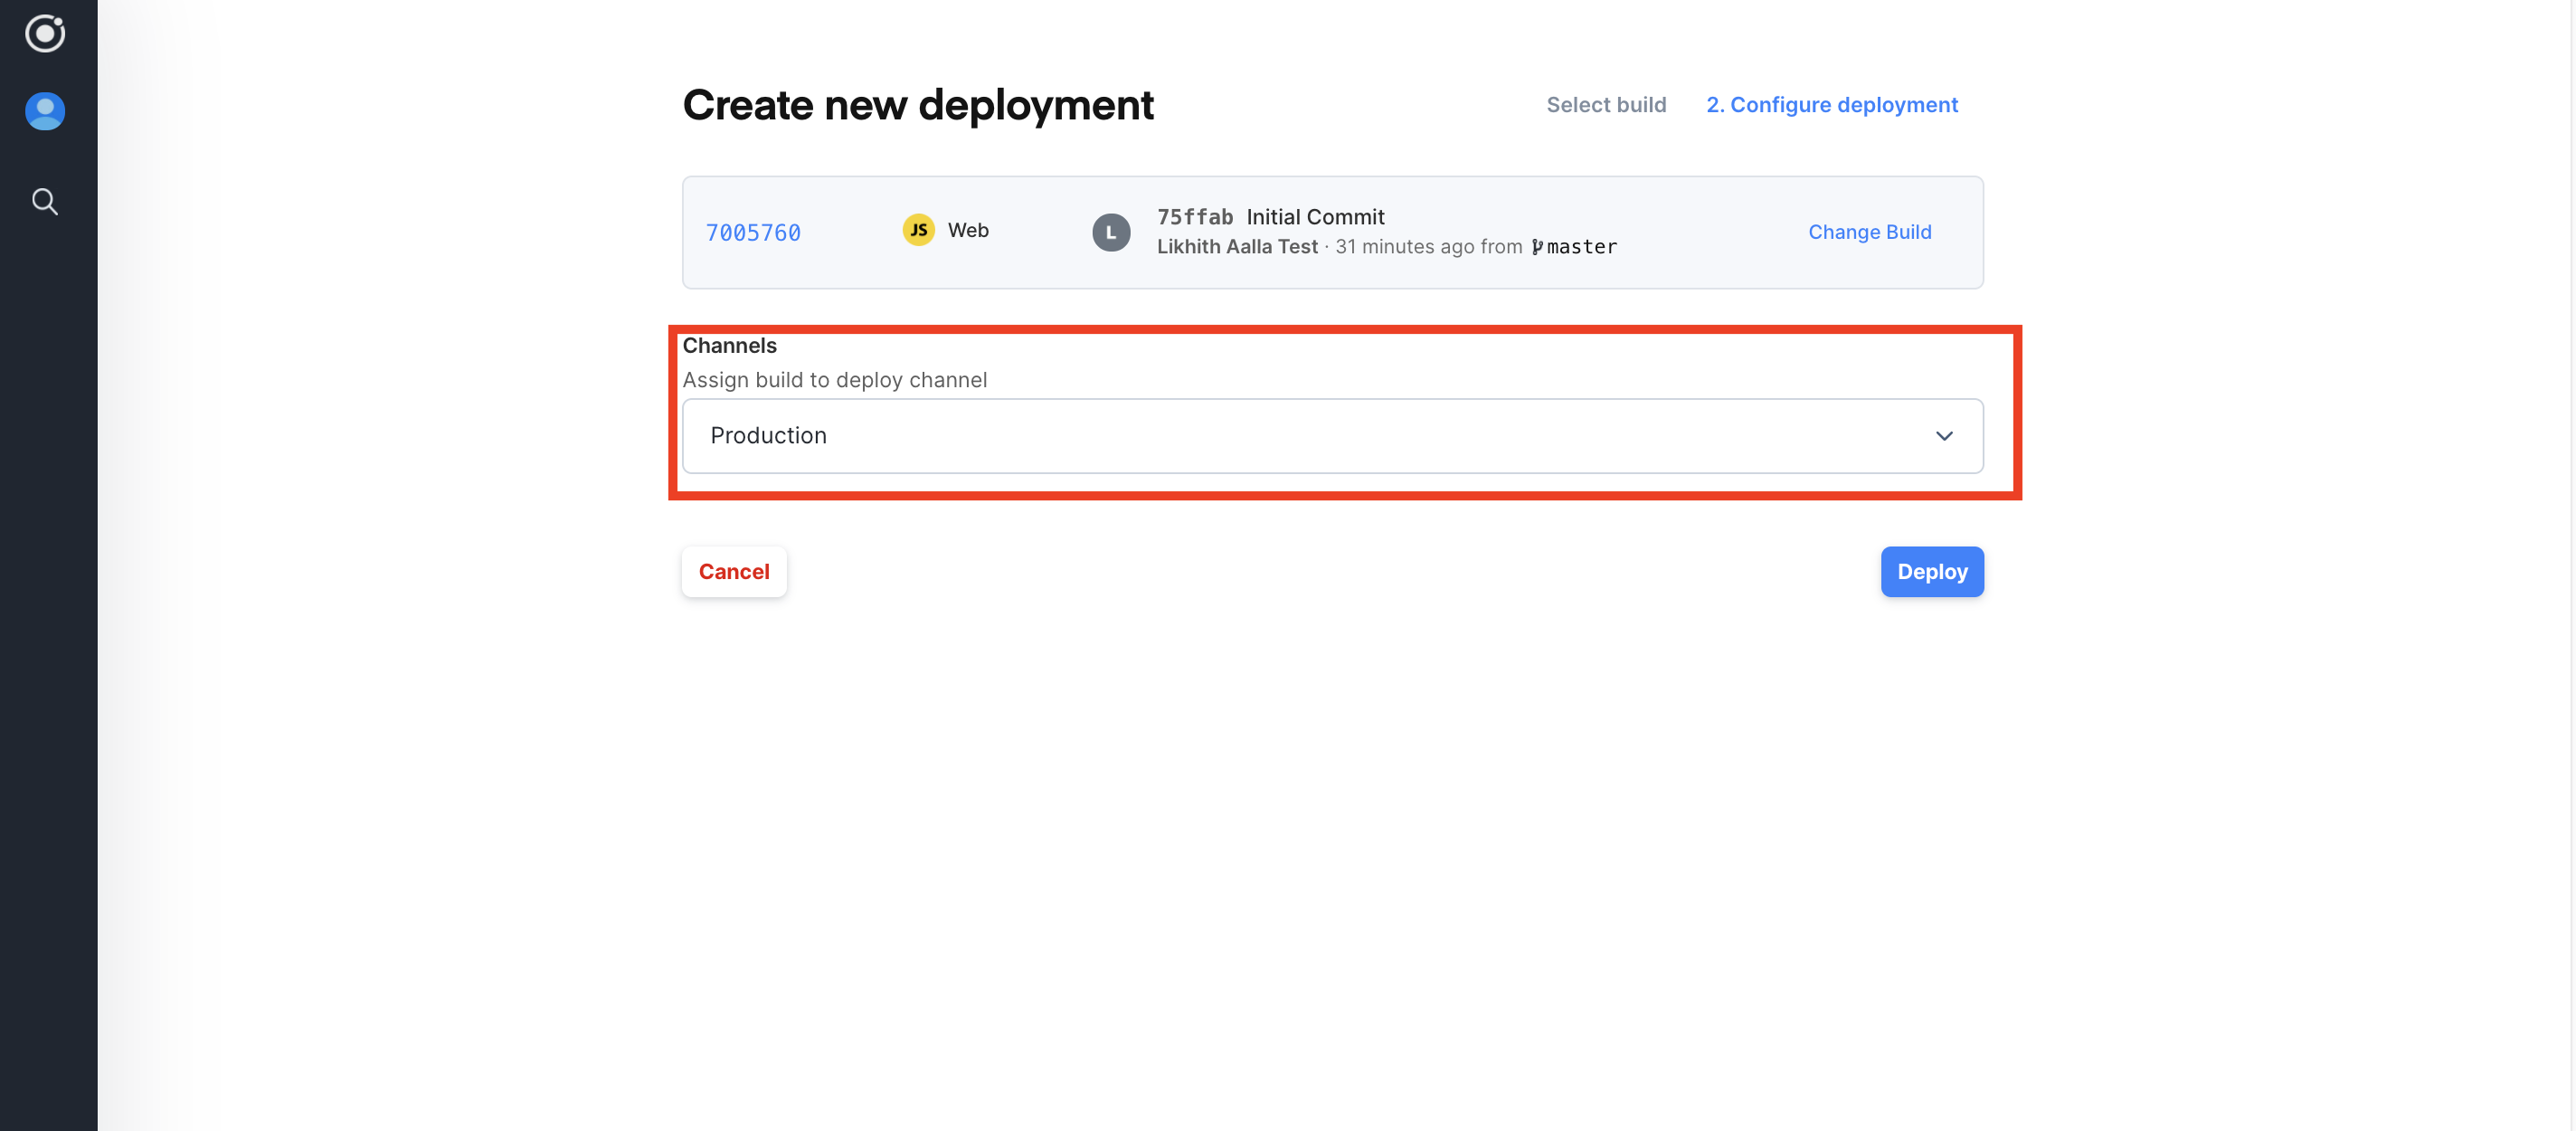 Create new deployment
Select build
2. Configure deployment
7005760
JS Web
L
75ffab Initial Commit
Likhith Aalla Test · 31 minutes ago from master
Change Build
Channels
Assign build to deploy channel
Production
Cancel
Deploy